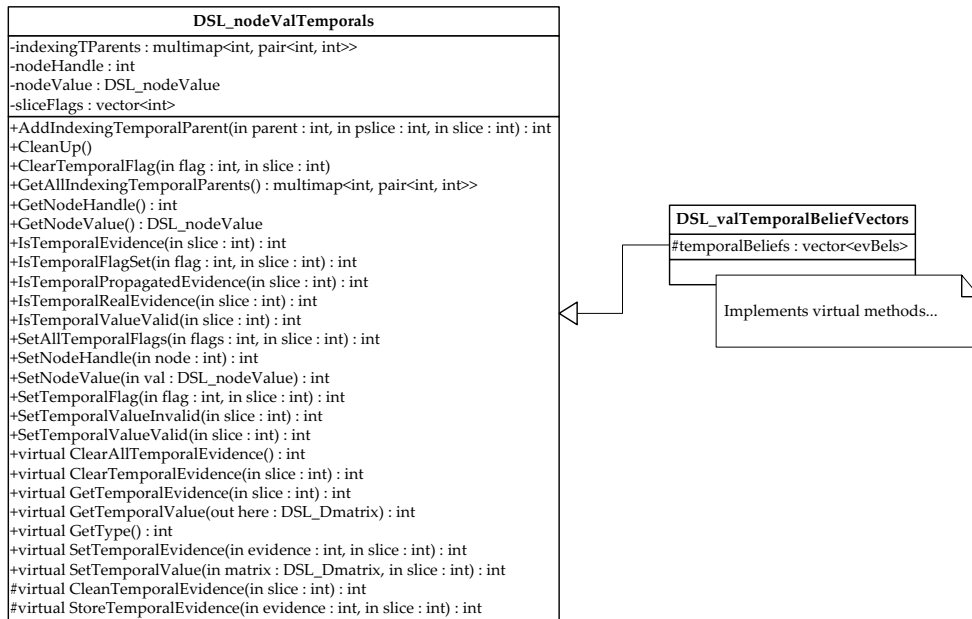 DSL_nodeValTemporals
-indexingTParents : multimap<int, pair<int, int>>
-nodeHandle : int
-nodeValue : DSL_nodeValue
-sliceFlags : vector<int>
+AddIndexingTemporalParent(in parent : int, in pslice : int, in slice : int) : int
+CleanUp()
+ClearTemporalFlag(in flag : int, in slice : int)
+GetAllIndexingTemporalParents() : multimap<int, pair<int, int>>
+GetNodeHandle() : int
+GetNodeValue() : DSL_nodeValue
+IsTemporalEvidence(in slice : int) : int
+IsTemporalFlagSet(in flag : int, in slice : int) : int
+IsTemporalPropagatedEvidence(in slice : int) : int
+IsTemporalRealEvidence(in slice : int) : int
+IsTemporalValueValid(in slice : int) : int
+SetAllTemporalFlags(in flags : int, in slice : int) : int
+SetNodeHandle(in node : int) : int
+SetNodeValue(in val : DSL_nodeValue) : int
+SetTemporalFlag(in flag : int, in slice : int) : int
+SetTemporalValueInvalid(in slice : int) : int
+SetTemporalValueValid(in slice : int) : int
+virtual ClearAllTemporalEvidence() : int
+virtual ClearTemporalEvidence(in slice : int) : int
+virtual GetTemporalEvidence(in slice : int) : int
+virtual GetTemporalValue(out here : DSL_Dmatrix) : int
+virtual GetType() : int
+virtual SetTemporalEvidence(in evidence : int, in slice : int) : int
+virtual SetTemporalValue(in matrix : DSL_Dmatrix, in slice : int) : int
#virtual CleanTemporalEvidence(in slice : int) : int
#virtual StoreTemporalEvidence(in evidence : int, in slice : int) : int
DSL_valTemporalBeliefVectors
#temporalBeliefs : vector<evBels>
Implements virtual methods...